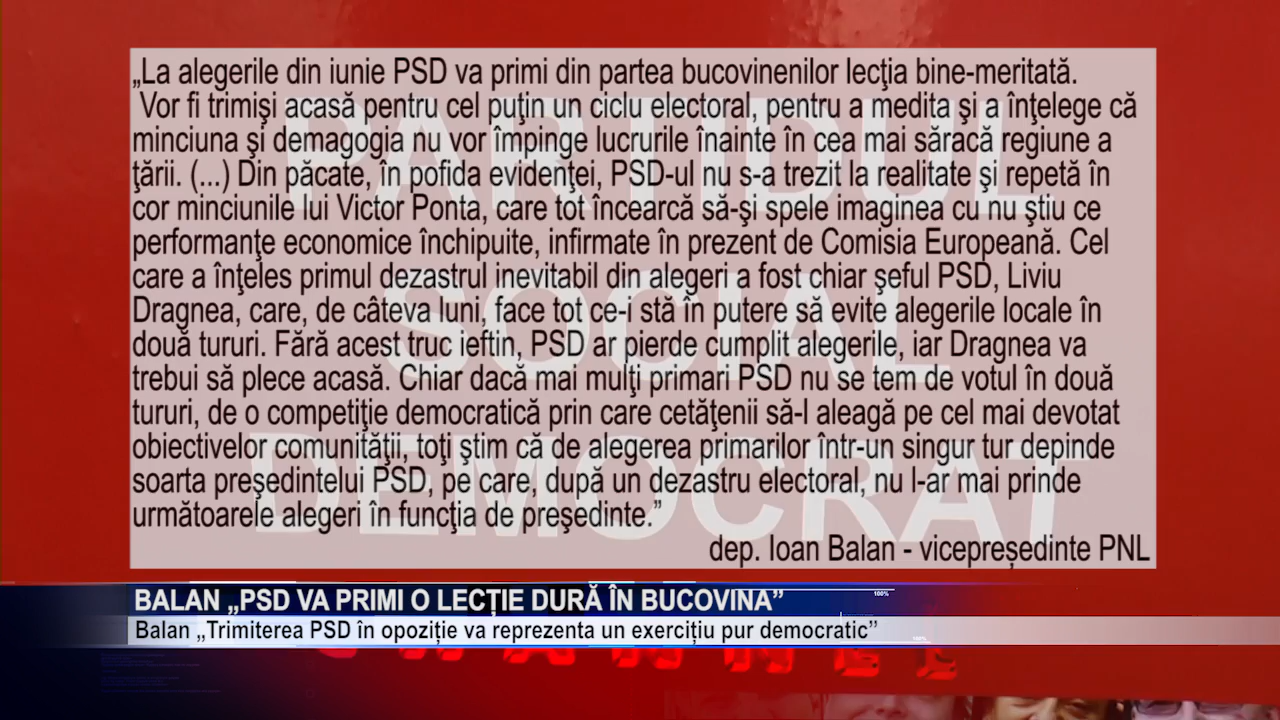 „La alegerile din iunie PSD va primi din partea bucovinenilor lecţia bine-meritată.
Vor fi trimişi acasă pentru cel puţin un ciclu electoral, pentru a medita şi a înţelege că
minciuna şi demagogia nu vor împinge lucrurile înainte în cea mai săracă regiune a
ţării. (...) Din păcate, în pofida evidenţei, PSD-ul nu s-a trezit la realitate şi repetă în
cor minciunile lui Victor Ponta, care tot încearcă să-şi spele imaginea cu nu ştiu ce
performanţe economice închipuite, infirmate în prezent de Comisia Europeană. Cel
care a înţeles primul dezastrul inevitabil din alegeri a fost chiar şeful PSD, Liviu
Dragnea, care, de câteva luni, face tot ce-i stă în putere să evite alegerile locale în
două tururi. Fără acest truc ieftin, PSD ar pierde cumplit alegerile, iar Dragnea va
trebui să plece acasă. Chiar dacă mai mulţi primari PSD nu se tem de votul în două
tururi, de o competiţie democratică prin care cetăţenii să-l aleagă pe cel mai devotat
obiectivelor comunităţii, toţi ştim că de alegerea primarilor într-un singur tur depinde
soarta preşedintelui PSD, pe care, după un dezastru electoral, nu l-ar mai prinde
următoarele alegeri în funcţia de preşedinte.”
dep. Ioan Balan - vicepreședinte PNL
PARTIDUL
SOCIAL
DEMOCRAT
BALAN „PSD VA PRIMI O LECȚIE DURĂ ÎN BUCOVINA”
100%
Balan „Trimiterea PSD în opoziție va reprezenta un exercițiu pur democratic”
100%